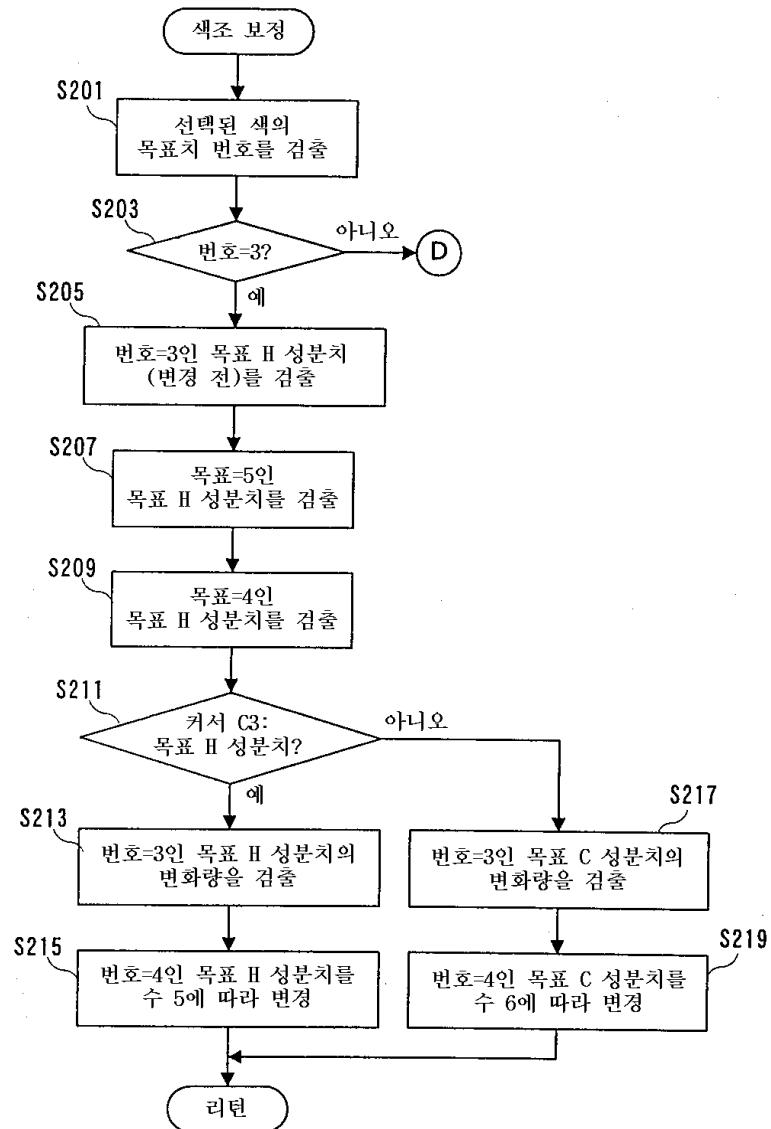 색조 보정
S201
선택된 색의
목표치 번호를 검출
S203
번호=3?
아니오
D
예
S205
번호=3인 목표 H 성분치
(변경 전)를 검출
S207
목표=5인
목표 H 성분치를 검출
S209
목표=4인
목표 H 성분치를 검출
S211
커서 C3:
목표 H 성분치?
아니오
예
S213
번호=3인 목표 H 성분치의
변화량을 검출
S217
번호=3인 목표 C 성분치의
변화량을 검출
S215
번호=4인 목표 H 성분치를
수 5에 따라 변경
S219
번호=4인 목표 C 성분치를
수 6에 따라 변경
리턴